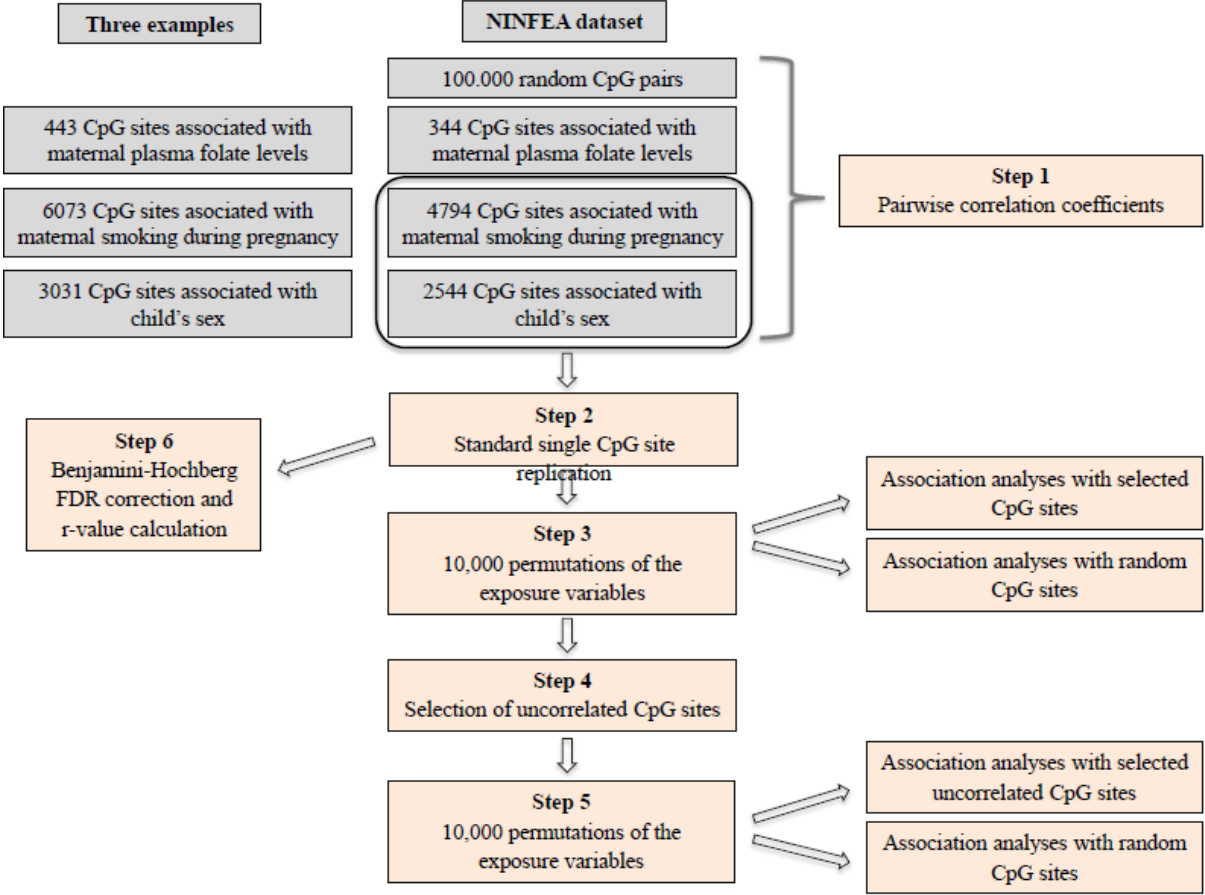 Three examples
NINFEA dataset
100.000 random CpG pairs
443 CpG sites associated with
maternal plasma folate levels
344 CpG sites associated with
maternal plasma folate levels
Step 1
Pairwise correlation coefficients
6073 CpG sites asociated with
maternal smoking during pregnancy
4794 CpG sites asociated with
maternal smoking during pregnancy
3031 CpG sites associated with
child's sex
2544 CpG sites associated with
child's sex
Step 2
Standard single CpG site
replication
Step 6
Benjamini-Hochberg
FDR correction and
r-value calculation
Step 3
10,000 permutations of the
exposure variables
Association analyses with selected
CpG sites
Association analyses with random
CpG sites
Step 4
Selection of uncorrelated CpG sites
Step 5
10,000 permutations of the
exposure variables
Association analyses with selected
uncorrelated CpG sites
Association analyses with random
CpG sites